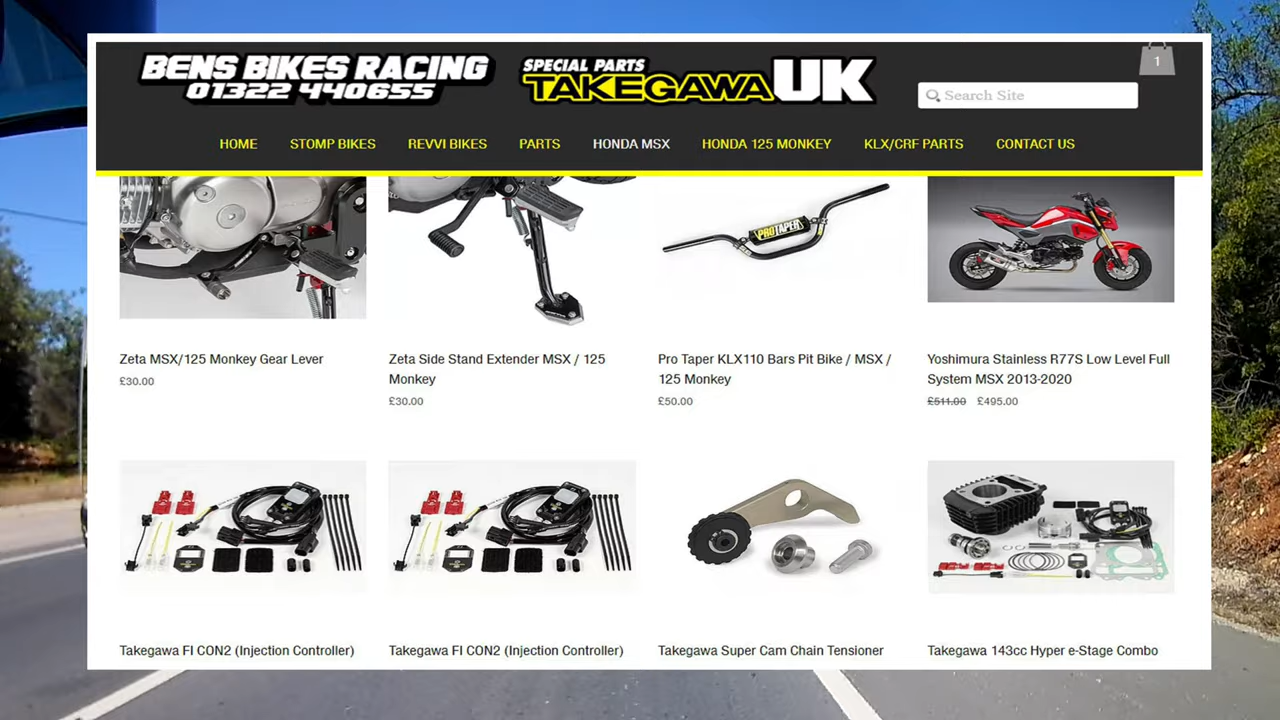 BENS BIKES RACING
01322 440655
SPECIAL PARTS
TAKEGAWA UK
1
Search Site
HOME STOMP BIKES REVVI BIKES PARTS HONDA MSX HONDA 125 MONKEY KLX/CRF PARTS CONTACT US
PROTAPER
Zeta MSX/125 Monkey Gear Lever
£30.00
Zeta Side Stand Extender MSX / 125
Monkey
£30.00
Pro Taper KLX110 Bars Pit Bike / MSX /
125 Monkey
£50.00
Yoshimura Stainless R77S Low Level Full
System MSX 2013-2020
£511.00 £495.00
Takegawa FI CON2 (Injection Controller)
Takegawa FI CON2 (Injection Controller)
Takegawa Super Cam Chain Tensioner
Takegawa 143cc Hyper e-Stage Combo